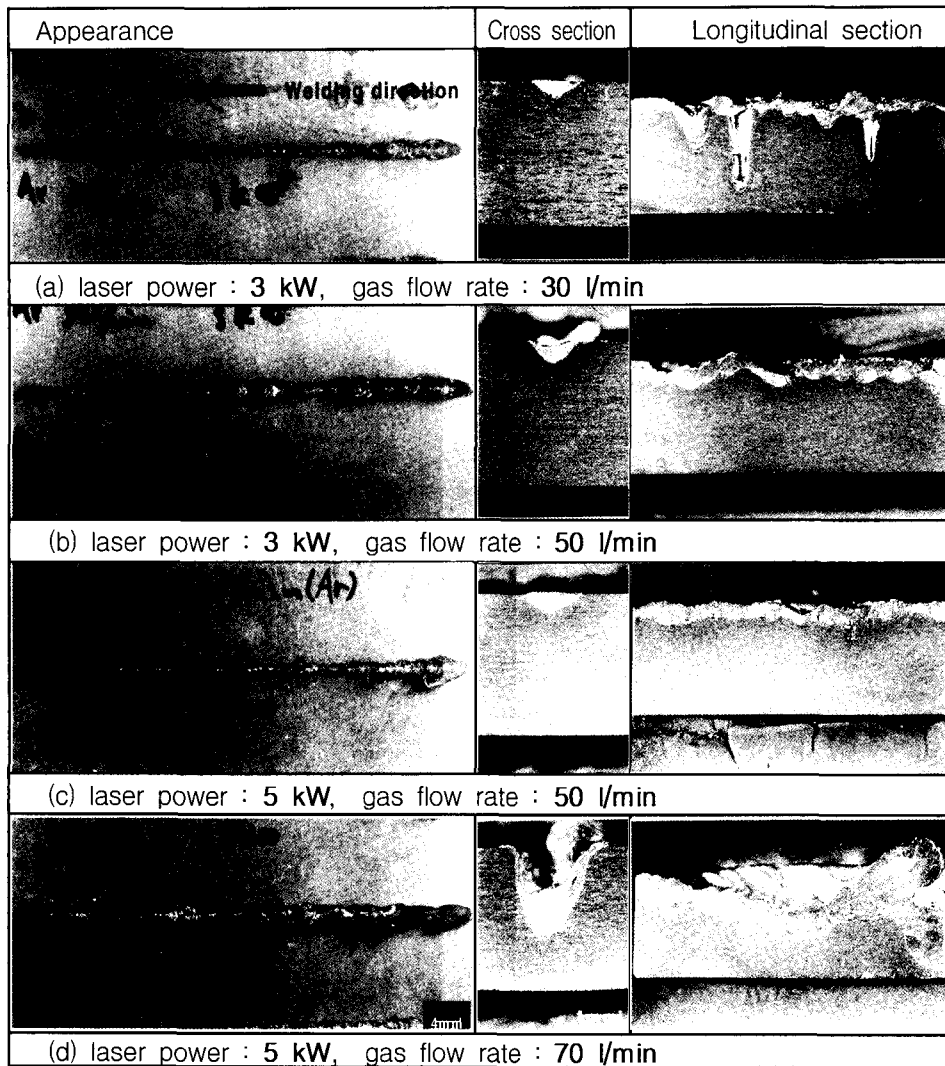 Appearance
Cross section
Longitudinal section
Welding direction
Ar
(a) laser power : 3 kW, gas flow rate : 30 l/min
(b) laser power : 3 kW, gas flow rate : 50 l/min
(Ar)
(c) laser power : 5 kW, gas flow rate : 50 l/min
4mm
(d) laser power : 5 kW, gas flow rate : 70 l/min